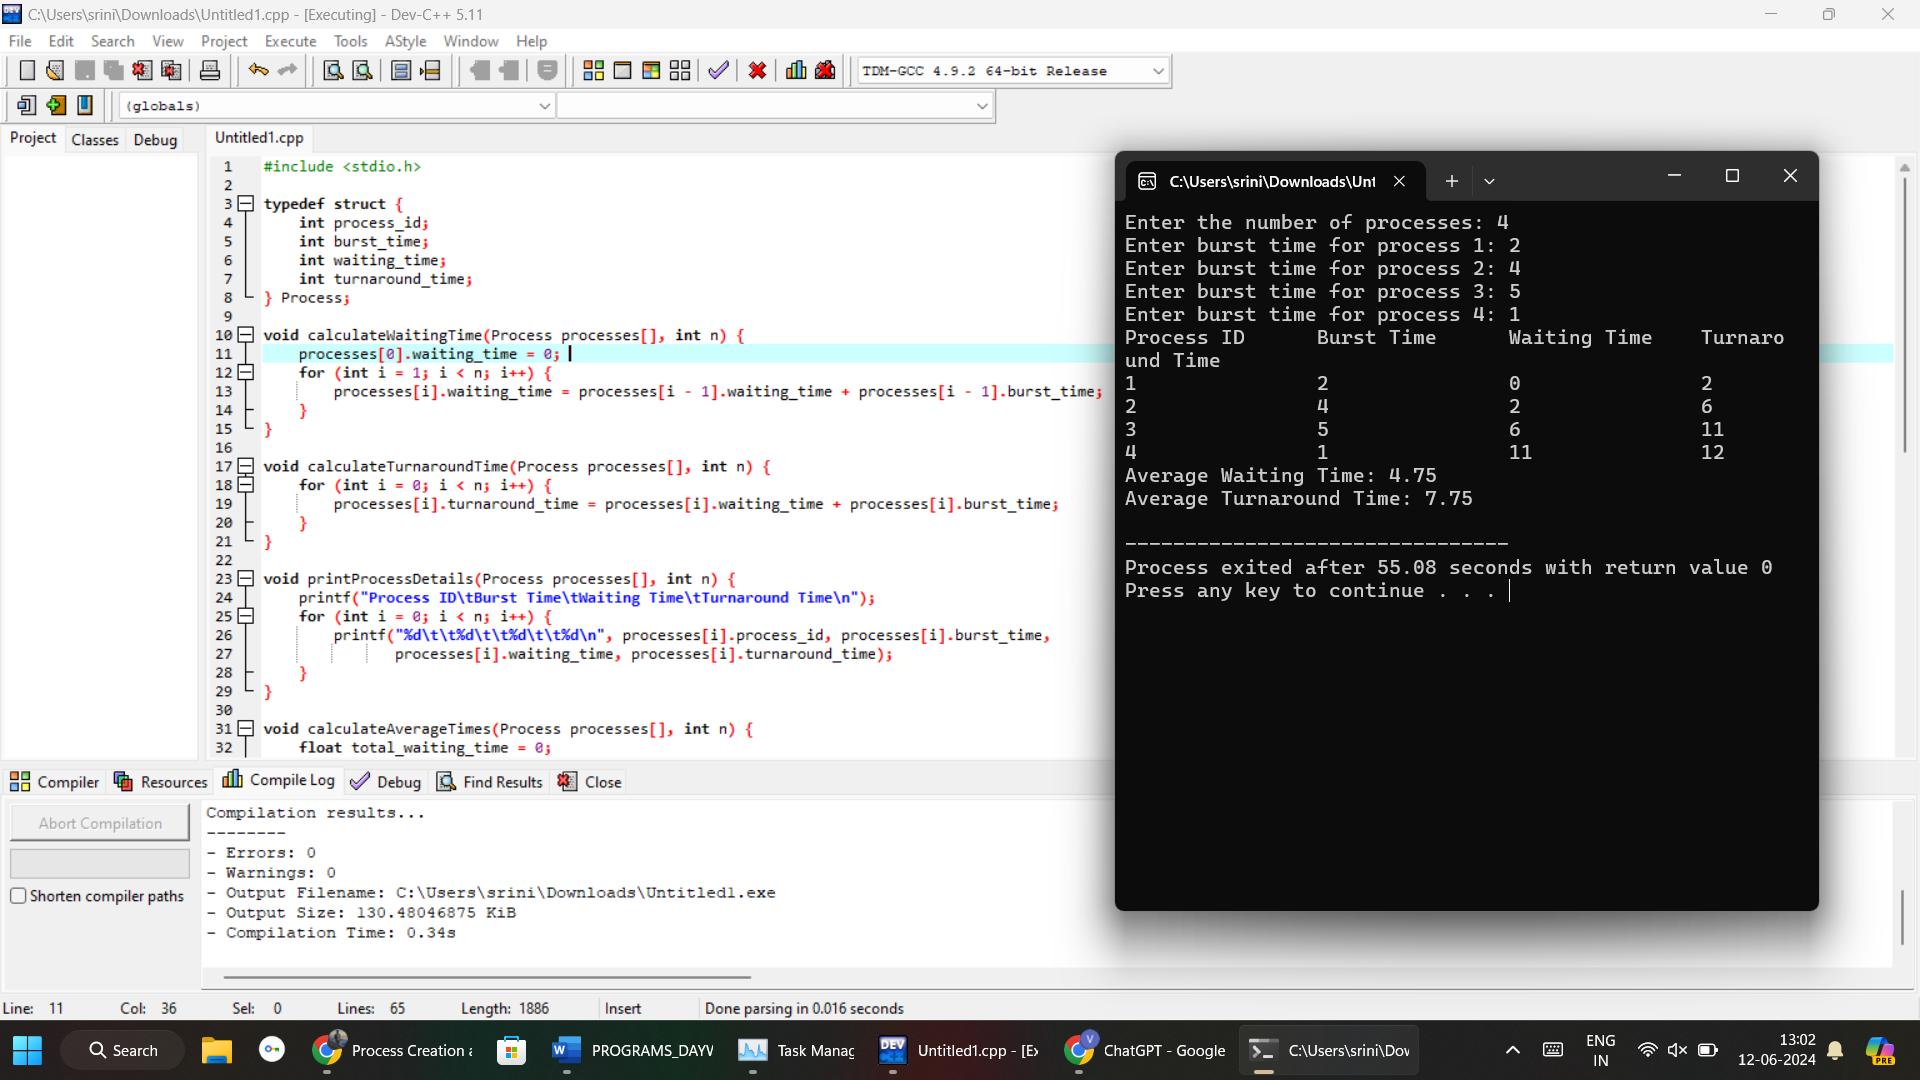 C:\Users\srini\Downloads\Untitled1.cpp - [Executing] - Dev-C++ 5.11
File Edit Search View Project Execute Tools AStyle Window Help
TDM-GCC 4.9.2 64-bit Release
(globals)
Project Classes Debug
Untitled1.cpp
1 #include <stdio.h>
2
3 typedef struct {
4 int process_id;
5 int burst_time;
6 int waiting_time;
7 int turnaround_time;
8 } Process;
9
10 void calculateWaitingTime(Process processes[], int n) {
11 processes[0].waiting_time = 0;
12 for (int i = 1; i < n; i++) {
13 processes[i].waiting_time = processes[i - 1].waiting_time + processes[i - 1].burst_time;
14 }
15 }
16
17 void calculateTurnaroundTime(Process processes[], int n) {
18 for (int i = 0; i < n; i++) {
19 processes[i].turnaround_time = processes[i].waiting_time + processes[i].burst_time;
20 }
21 }
22
23 void printProcessDetails(Process processes[], int n) {
24 printf("Process ID\tBurst Time\tWaiting Time\tTurnaround Time\n");
25 for (int i = 0; i < n; i++) {
26 printf("%d\t\t%d\t\t%d\t\t%d\n", processes[i].process_id, processes[i].burst_time,
27 processes[i].waiting_time, processes[i].turnaround_time);
28 }
29 }
30
31 void calculateAverageTimes(Process processes[], int n) {
32 float total_waiting_time = 0;
C:\Users\srini\Downloads\Unt
Enter the number of processes: 4
Enter burst time for process 1: 2
Enter burst time for process 2: 4
Enter burst time for process 3: 5
Enter burst time for process 4: 1
Process ID Burst Time Waiting Time Turnaro
und Time
1 2 0 2
2 4 2 6
3 5 6 11
4 1 11 12
Average Waiting Time: 4.75
Average Turnaround Time: 7.75
--------------------------------
Process exited after 55.08 seconds with return value 0
Press any key to continue . . .
Compiler Resources Compile Log Debug Find Results Close
Abort Compilation
Shorten compiler paths
Compilation results...
--------
- Errors: 0
- Warnings: 0
- Output Filename: C:\Users\srini\Downloads\Untitled1.exe
- Output Size: 130.48046875 KiB
- Compilation Time: 0.34s
Line: 11 Col: 36 Sel: 0 Lines: 65 Length: 1886 Insert Done parsing in 0.016 seconds
Search Process Creation a PROGRAMS_DAYW Task Manag Untitled1.cpp - [Ex ChatGPT - Google C:\Users\srini\Dow
ENG
IN
13:02
12-06-2024
PRE